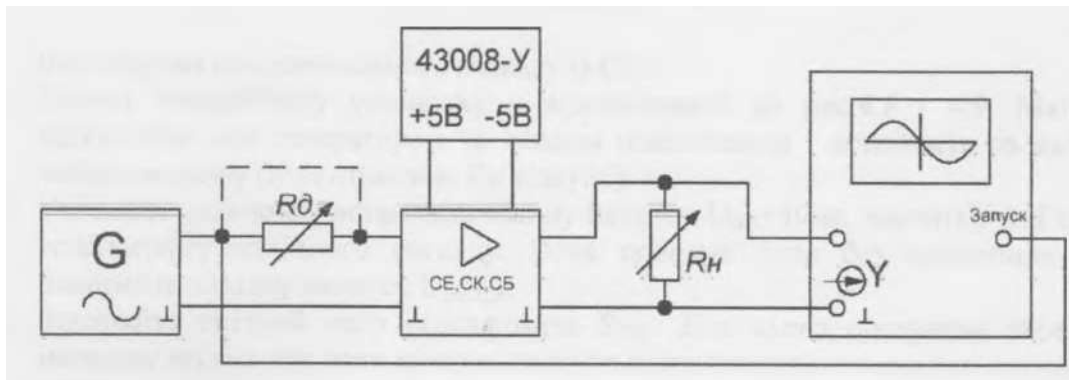 43008-У
+5В -5В
Rд
Запуск
G
СЕ,СК,СБ
Rн
Y